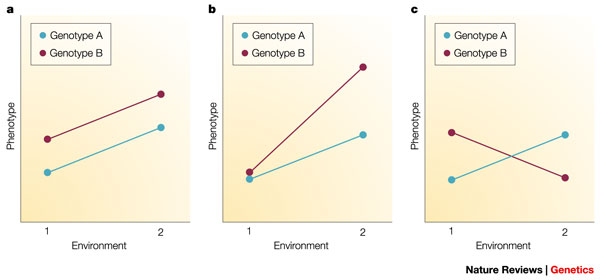 a
Genotype A
Genotype B
Phenotype
1 2
Environment
b
Genotype A
Genotype B
Phenotype
1 2
Environment
c
Genotype A
Genotype B
Phenotype
1 2
Environment
Nature Reviews | Genetics